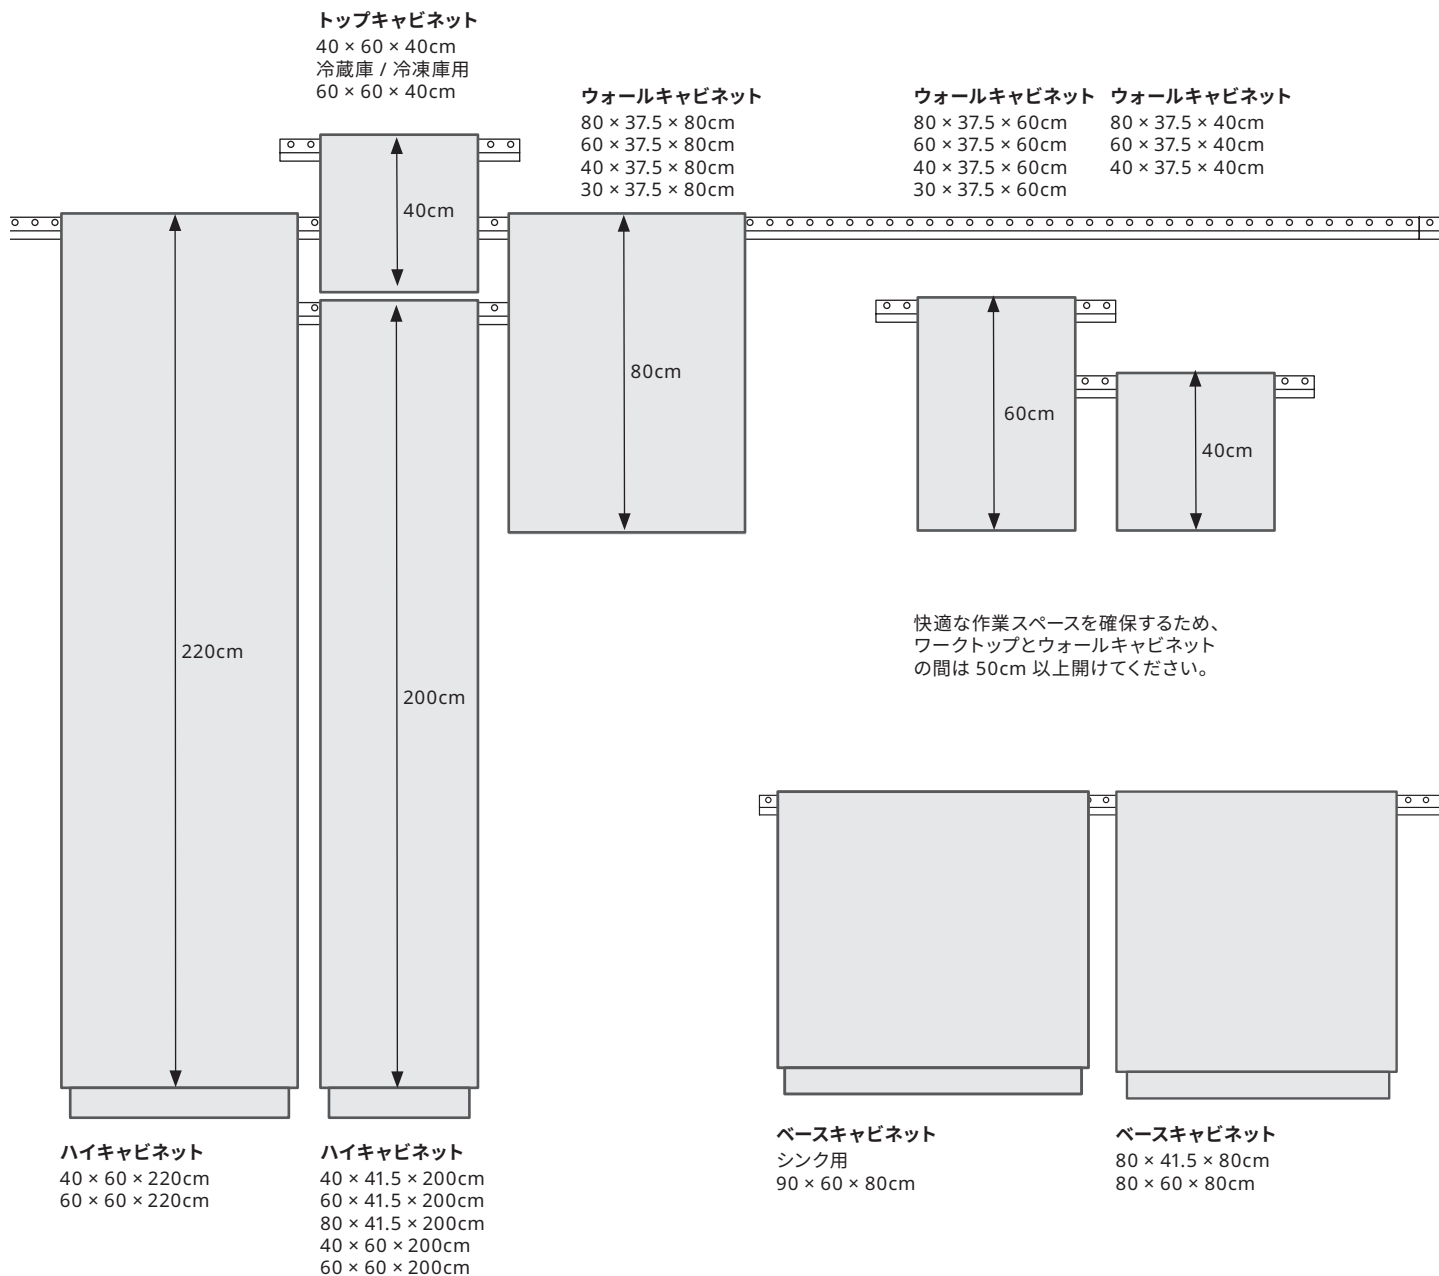 トップキャビネット
40 × 60 × 40cm
冷蔵庫 / 冷凍庫用
60 × 60 × 40cm
ウォールキャビネット
80 × 37.5 × 80cm
60 × 37.5 × 80cm
40 × 37.5 × 80cm
30 × 37.5 × 80cm
ウォールキャビネット
80 × 37.5 × 60cm
60 × 37.5 × 60cm
40 × 37.5 × 60cm
30 × 37.5 × 60cm
ウォールキャビネット
80 × 37.5 × 40cm
60 × 37.5 × 40cm
40 × 37.5 × 40cm
40cm
80cm
60cm
40cm
220cm
200cm
快適な作業スペースを確保するため、
ワークトップとウォールキャビネット
の間は 50cm 以上開けてください。
ハイキャビネット
40 × 60 × 220cm
60 × 60 × 220cm
ハイキャビネット
40 × 41.5 × 200cm
60 × 41.5 × 200cm
80 × 41.5 × 200cm
40 × 60 × 200cm
60 × 60 × 200cm
ベースキャビネット
シンク用
90 × 60 × 80cm
ベースキャビネット
80 × 41.5 × 80cm
80 × 60 × 80cm